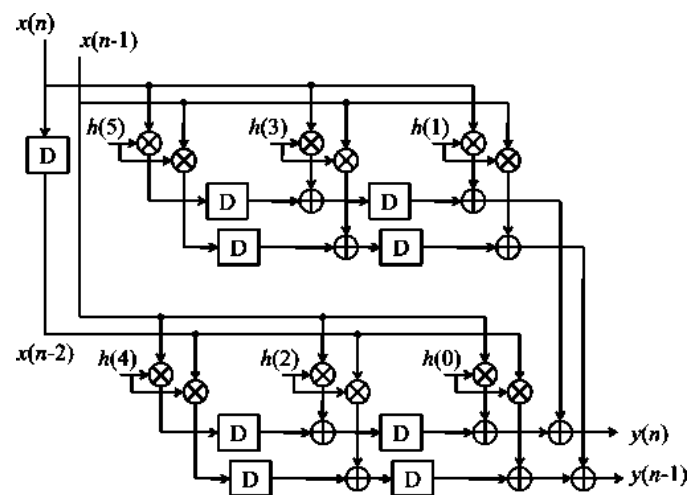 x(n)
x(n-1)
h(5)
h(3)
h(1)
D
D
D
D
D
x(n-2)
h(4)
h(2)
h(0)
D
D
y(n)
D
D
y(n-1)